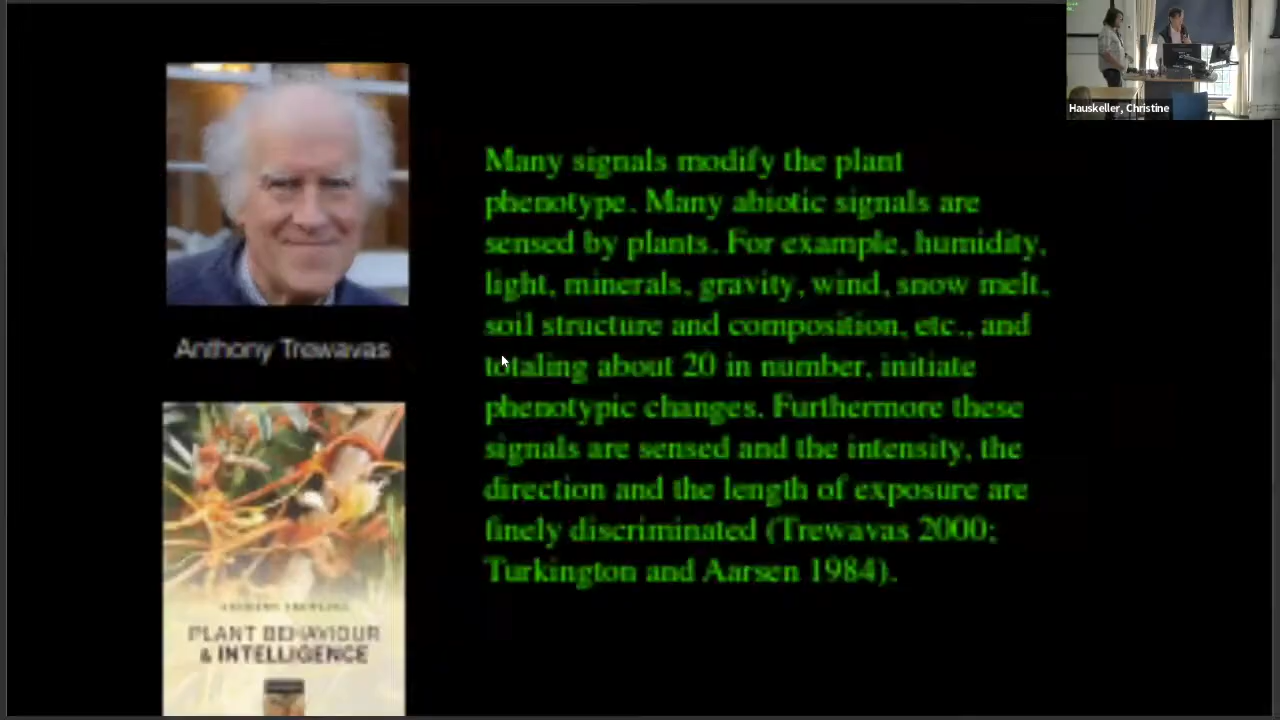 Hauskeller, Christine
Many signals modify the plant
phenotype. Many abiotic signals are
sensed by plants. For example, humidity,
light, minerals, gravity, wind, snow melt,
soil structure and composition, etc., and
totaling about 20 in number, initiate
phenotypic changes. Furthermore these
signals are sensed and the intensity, the
direction and the length of exposure are
finely discriminated (Trewavas 2000;
Turkington and Aarsen 1984).
Anthony Trewavas
PLANT BEHAVIOUR
& INTELLIGENCE